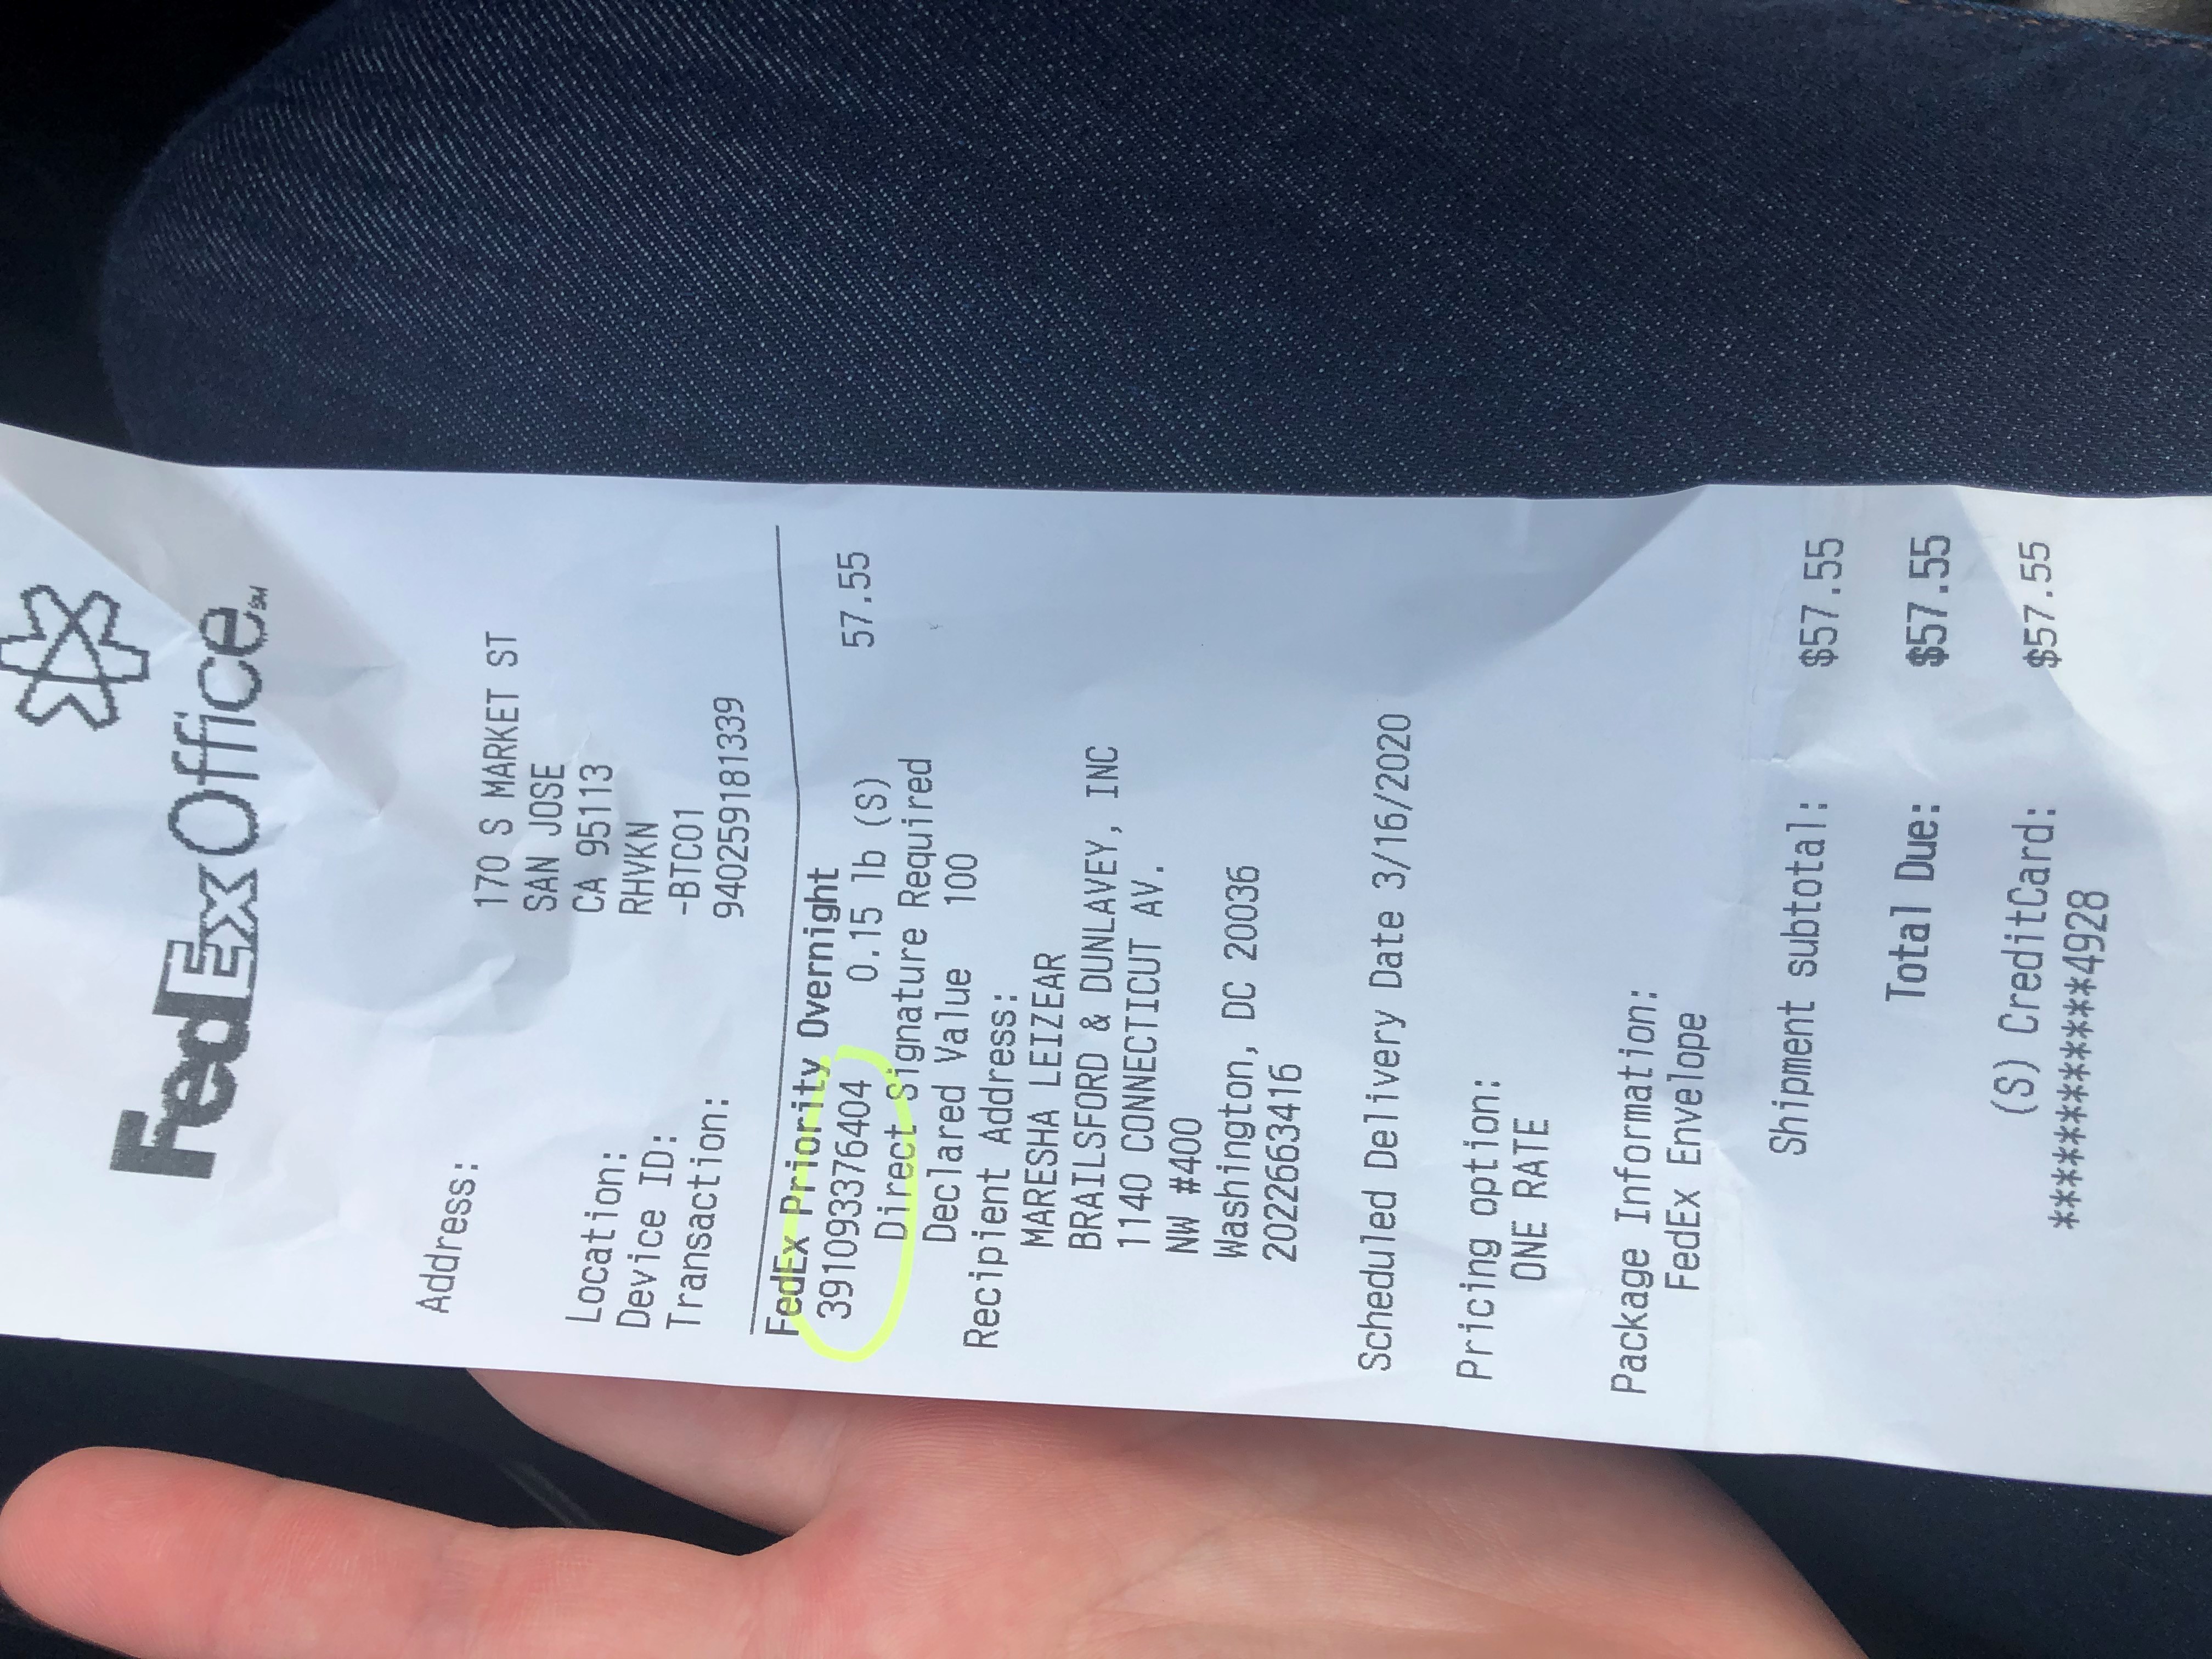 FedEx Office SM
Address: 170 S MARKET ST
SAN JOSE
CA 95113
Location: RHVKN
Device ID: -BTC01
Transaction: 940259181339
FedEx Priority Overnight
391093376404 0.15 lb (S) 57.55
Direct Signature Required
Declared Value 100
Recipient Address:
MARESHA LEIZEAR
BRAILSFORD & DUNLAVEY, INC
1140 CONNECTICUT AV.
NW #400
Washington, DC 20036
2022663416
Scheduled Delivery Date 3/16/2020
Pricing option:
ONE RATE
Package Information:
FedEx Envelope
Shipment subtotal: $57.55
Total Due: $57.55
(S) CreditCard: $57.55
************4928